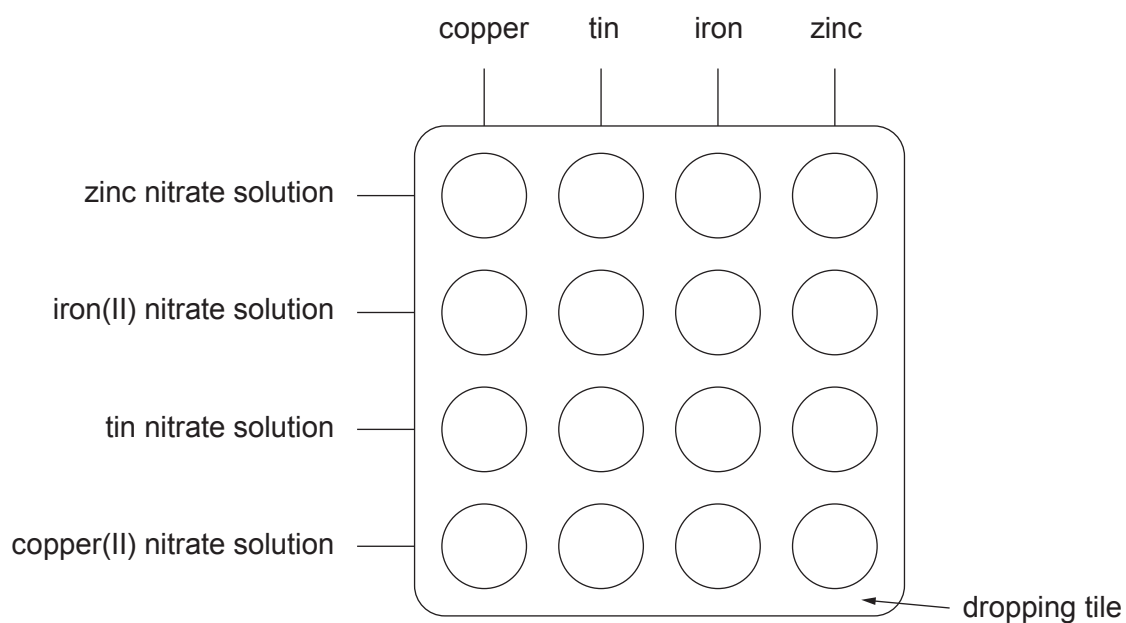 copper tin iron zinc
zinc nitrate solution
iron(II) nitrate solution
tin nitrate solution
copper(II) nitrate solution
dropping tile